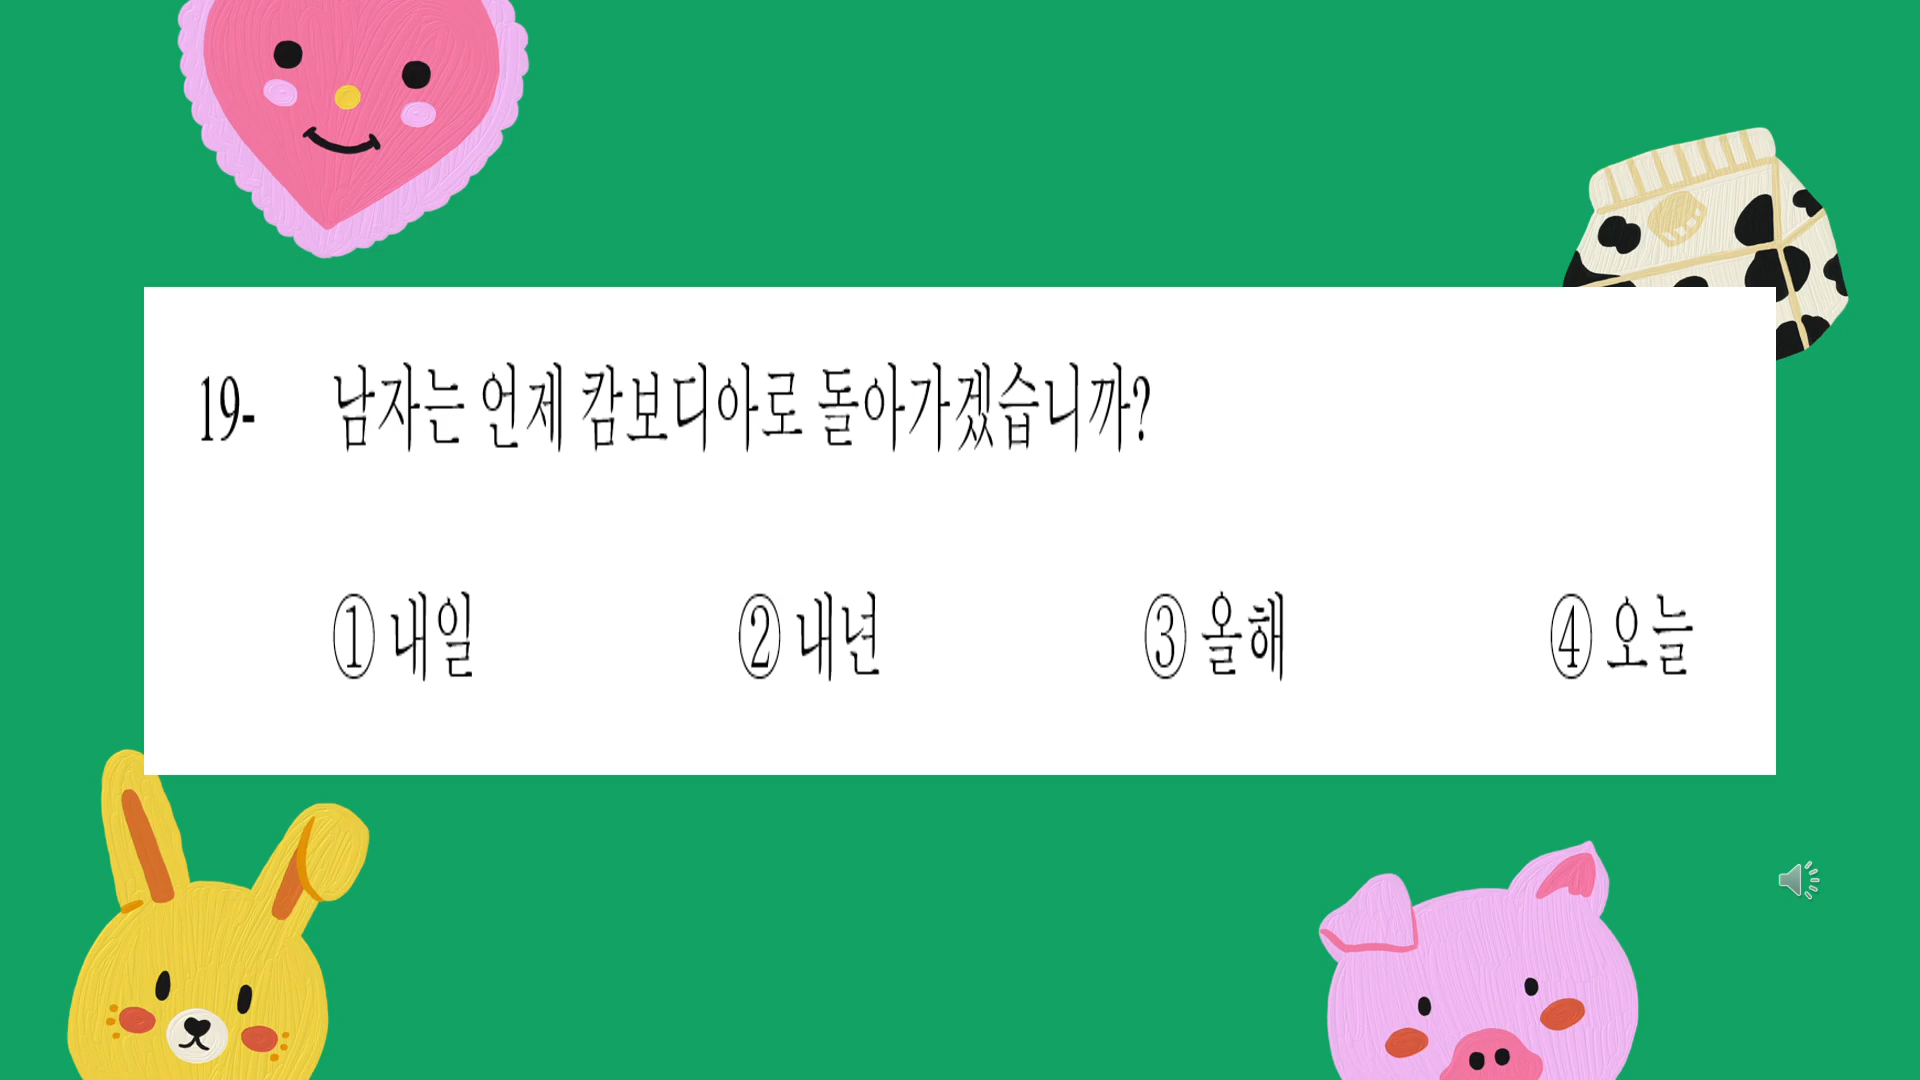 19- 남자는 언제 캄보디아로 돌아가겠습니까?
① 내일 ② 내년 ③ 올해 ④ 오늘